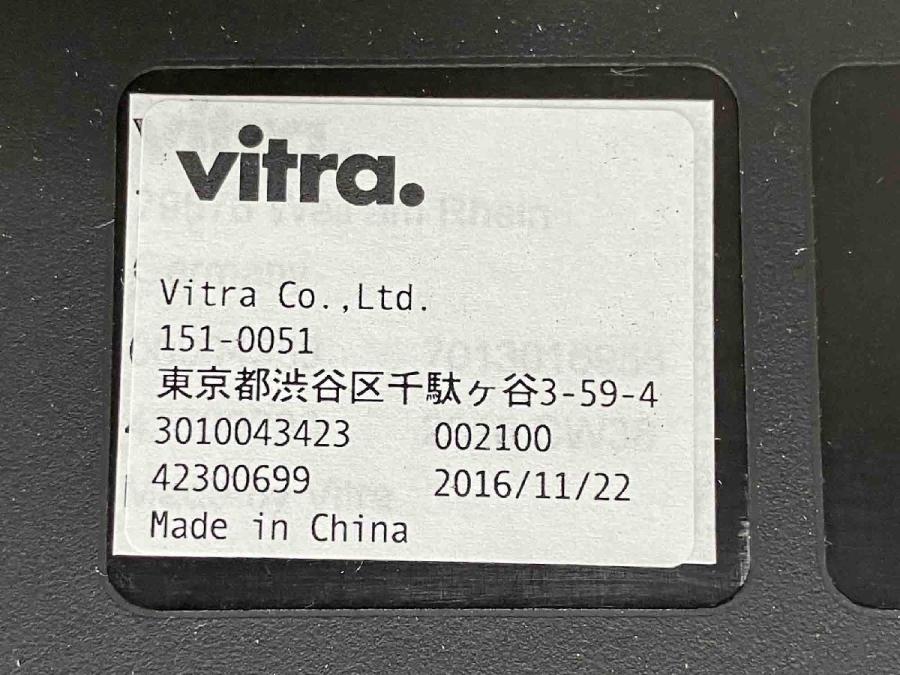 vitra.
Vitra Co.,Ltd.
151-0051
東京都渋谷区千駄ヶ谷3-59-4
3010043423 002100
42300699 2016/11/22
Made in China